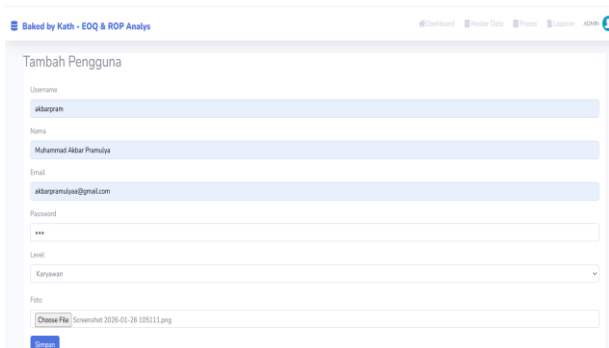 Baked by Kath - EOQ & ROP Analys
Dashboard Master Data Proses Laporan ADMIN
Tambah Pengguna
Username
akbarpram
Nama
Muhammad Akbar Pramulya
Email
akbarpramulyaa@gmail.com
Password
•••
Level
Karyawan
Foto
Choose File Screenshot 2026-01-26 105111.png
Simpan